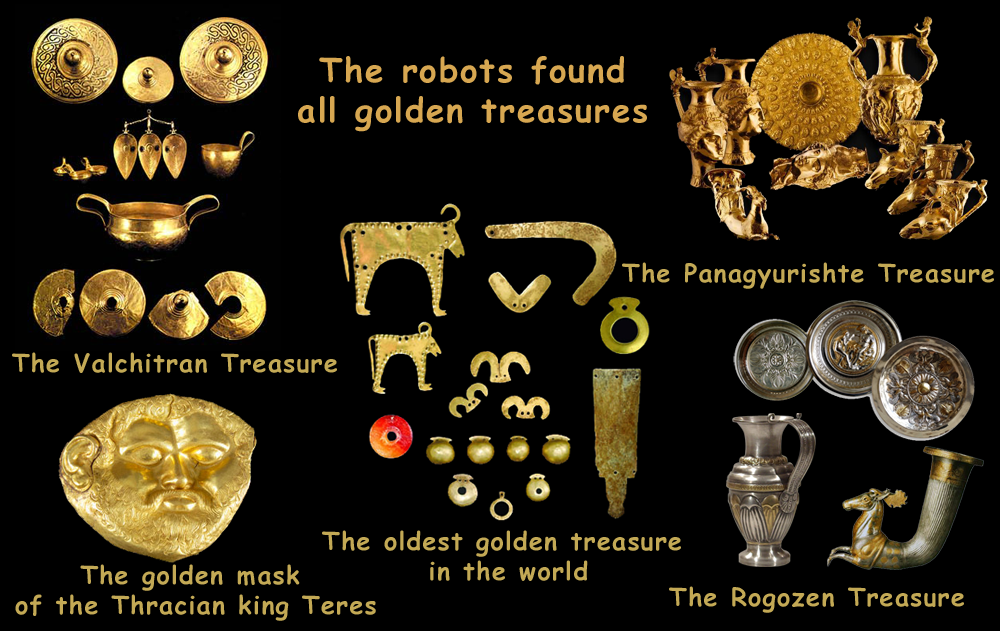 The robots found
all golden treasures
The Panagyurishte Treasure
The Valchitran Treasure
The oldest golden treasure
in the world
The golden mask
of the Thracian king Teres
The Rogozen Treasure